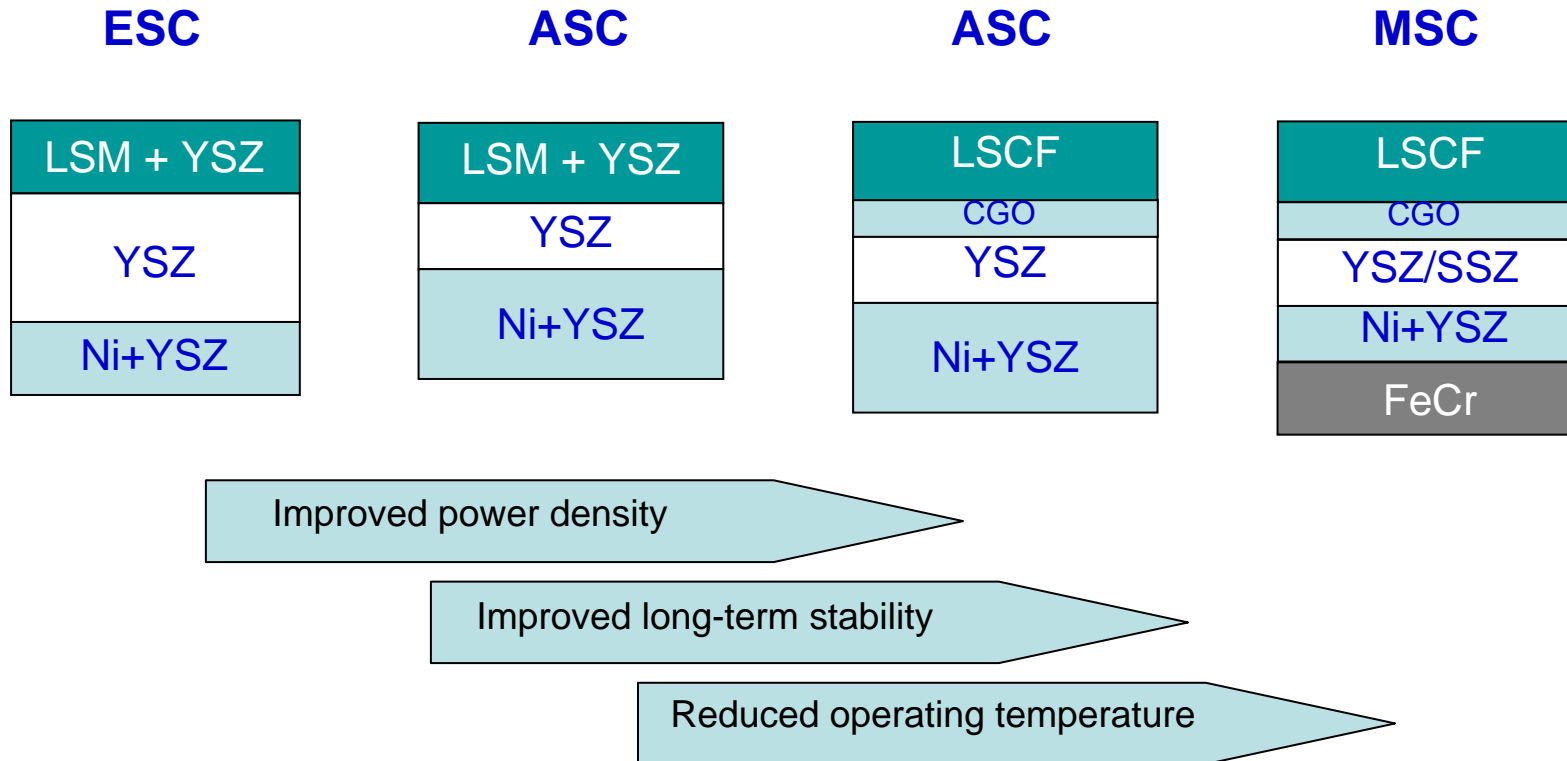 ESC
ASC
ASC
MSC
LSM + YSZ
YSZ
Ni+YSZ
LSM + YSZ
YSZ
Ni+YSZ
LSCF
CGO
YSZ
Ni+YSZ
LSCF
CGO
YSZ/SSZ
Ni+YSZ
FeCr
Improved power density
Improved long-term stability
Reduced operating temperature